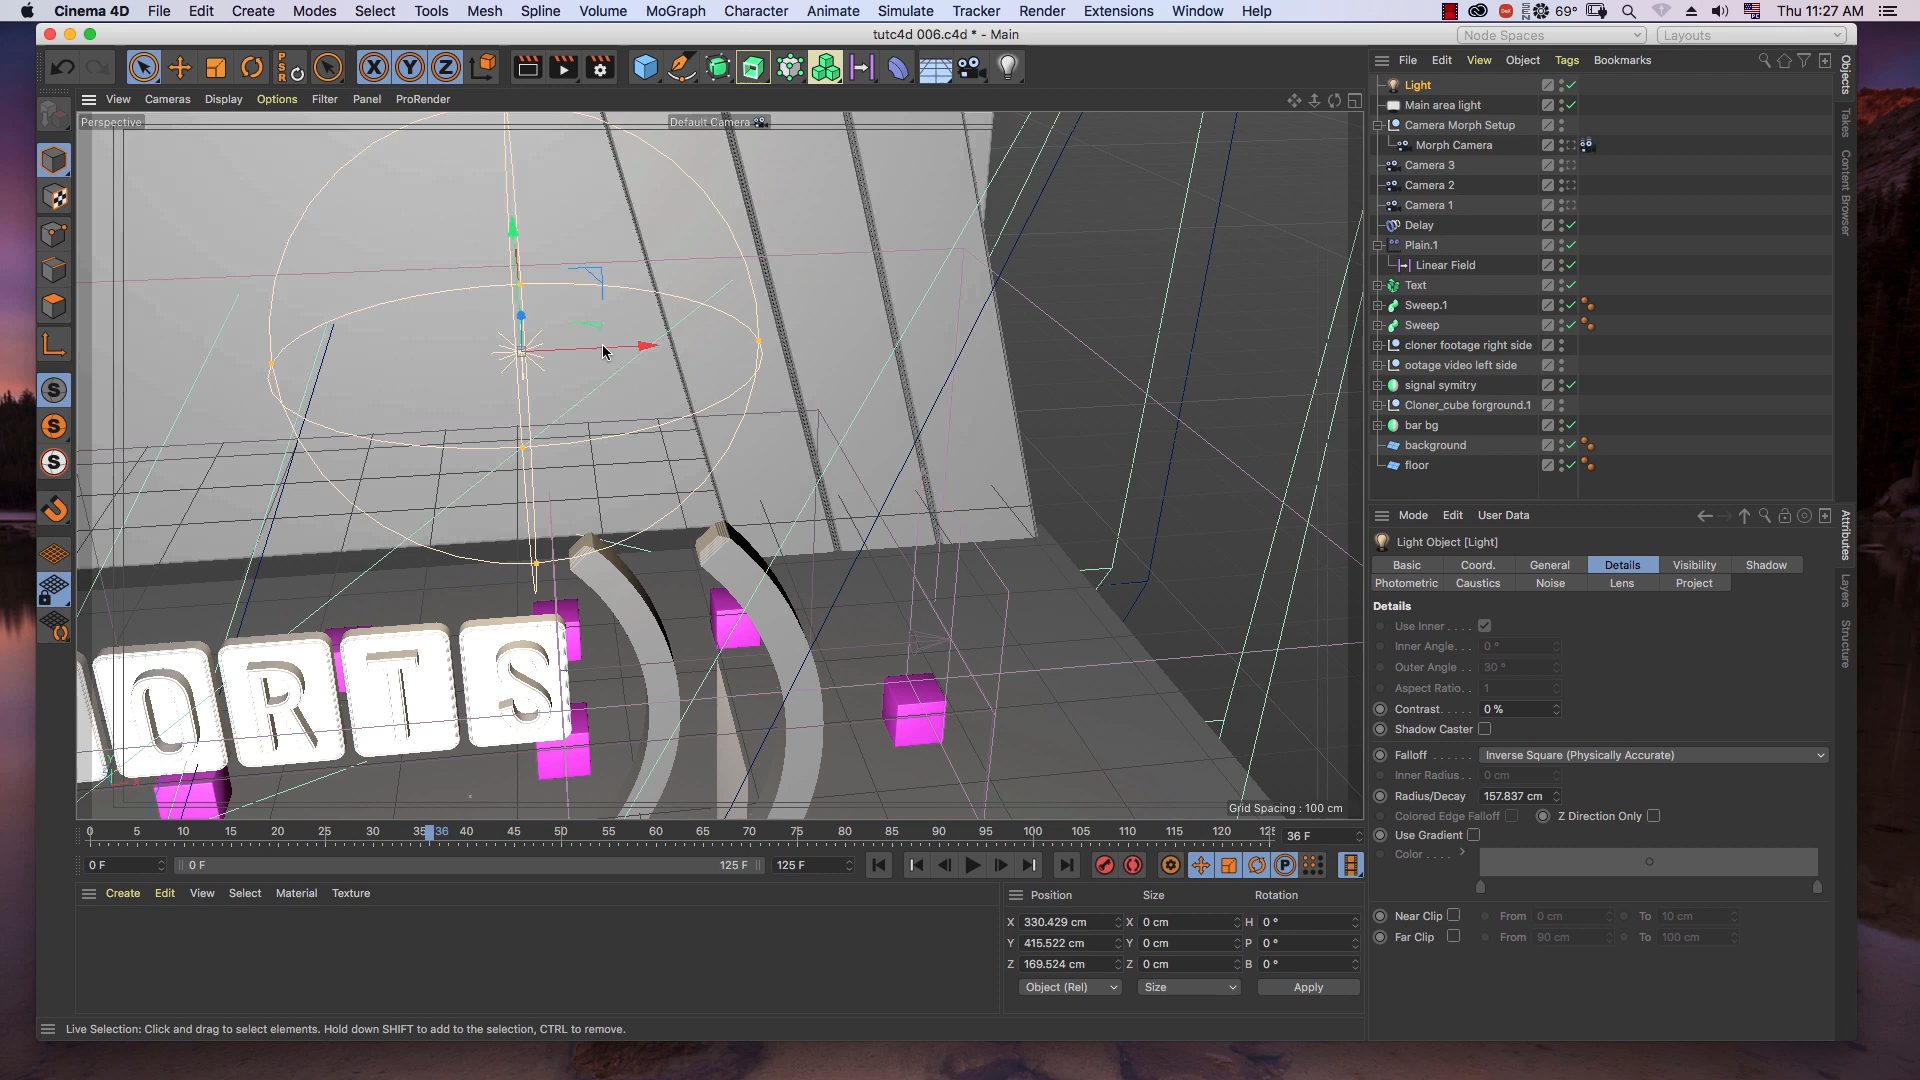 Cinema 4D File Edit Create Modes Select Tools Mesh Spline Volume MoGraph Character Animate Simulate Tracker Render Extensions Window Help 69° Thu 11:27 AM
tutc4d 006.c4d * - Main
Node Spaces Layouts
File Edit View Object Tags Bookmarks
View Cameras Display Options Filter Panel ProRender
Perspective
Default Camera
Light
Main area light
Camera Morph Setup
Morph Camera
Camera 3
Camera 2
Camera 1
Delay
Plain.1
Linear Field
Text
Sweep.1
Sweep
cloner footage right side
ootage video left side
signal symitry
Cloner_cube forground.1
bar bg
background
floor
Objects
Takes
Content Browser
Attributes
Layers
Structure
Mode Edit User Data
Light Object [Light]
Basic Coord. General Details Visibility Shadow
Photometric Caustics Noise Lens Project
Details
Use Inner . . . .
Inner Angle. . . 0 °
Outer Angle . . 30 °
Aspect Ratio. . 1
Contrast. . . . . 0 %
Shadow Caster
Falloff . . . . . . Inverse Square (Physically Accurate)
Inner Radius . . 0 cm
Radius/Decay 157.837 cm
Colored Edge Falloff Z Direction Only
Use Gradient
Color . . . .
Near Clip From 0 cm To 10 cm
Far Clip From 90 cm To 100 cm
ORTS
Grid Spacing : 100 cm
0 5 10 15 20 25 30 35 36 40 45 50 55 60 65 70 75 80 85 90 95 100 105 110 115 120 125 36 F
0 F 0 F 125 F 125 F
Create Edit View Select Material Texture
Position Size Rotation
X 330.429 cm X 0 cm H 0 °
Y 415.522 cm Y 0 cm P 0 °
Z 169.524 cm Z 0 cm B 0 °
Object (Rel) Size Apply
Live Selection: Click and drag to select elements. Hold down SHIFT to add to the selection, CTRL to remove.